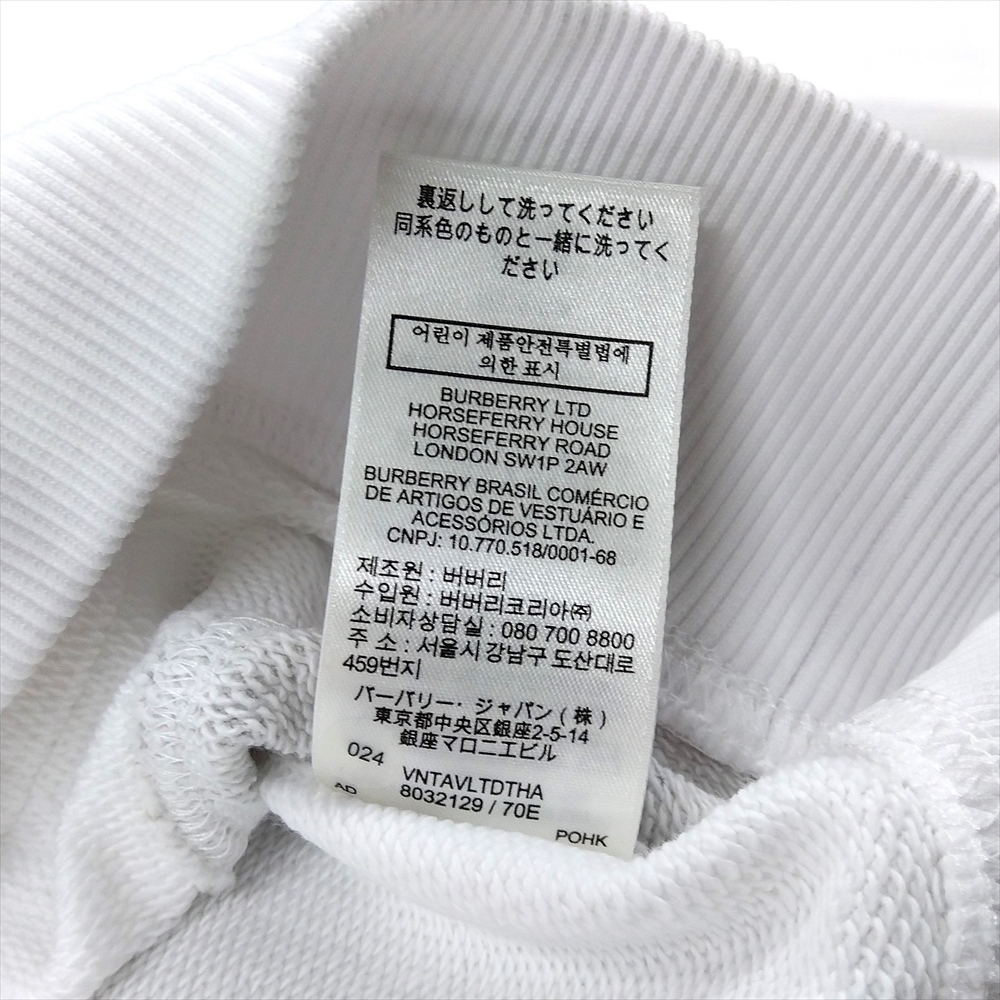 裏返しして洗ってください
同系色のものと一緒に洗ってく
ださい
어린이 제품안전특별법에
의한 표시
BURBERRY LTD
HORSEFERRY HOUSE
HORSEFERRY ROAD
LONDON SW1P 2AW
BURBERRY BRASIL COMÉRCIO
DE ARTIGOS DE VESTUÁRIO E
ACESSÓRIOS LTDA.
CNPJ: 10.770.518/0001-68
제조원 : 버버리
수입원 : 버버리코리아㈜
소비자상담실 : 080 700 8800
주 소 : 서울시 강남구 도산대로
459번지
バーバリー・ジャパン（株）
東京都中央区銀座2-5-14
銀座マロニエビル
024
VNTAVLTDTHA
AD
8032129 / 70E
POHK